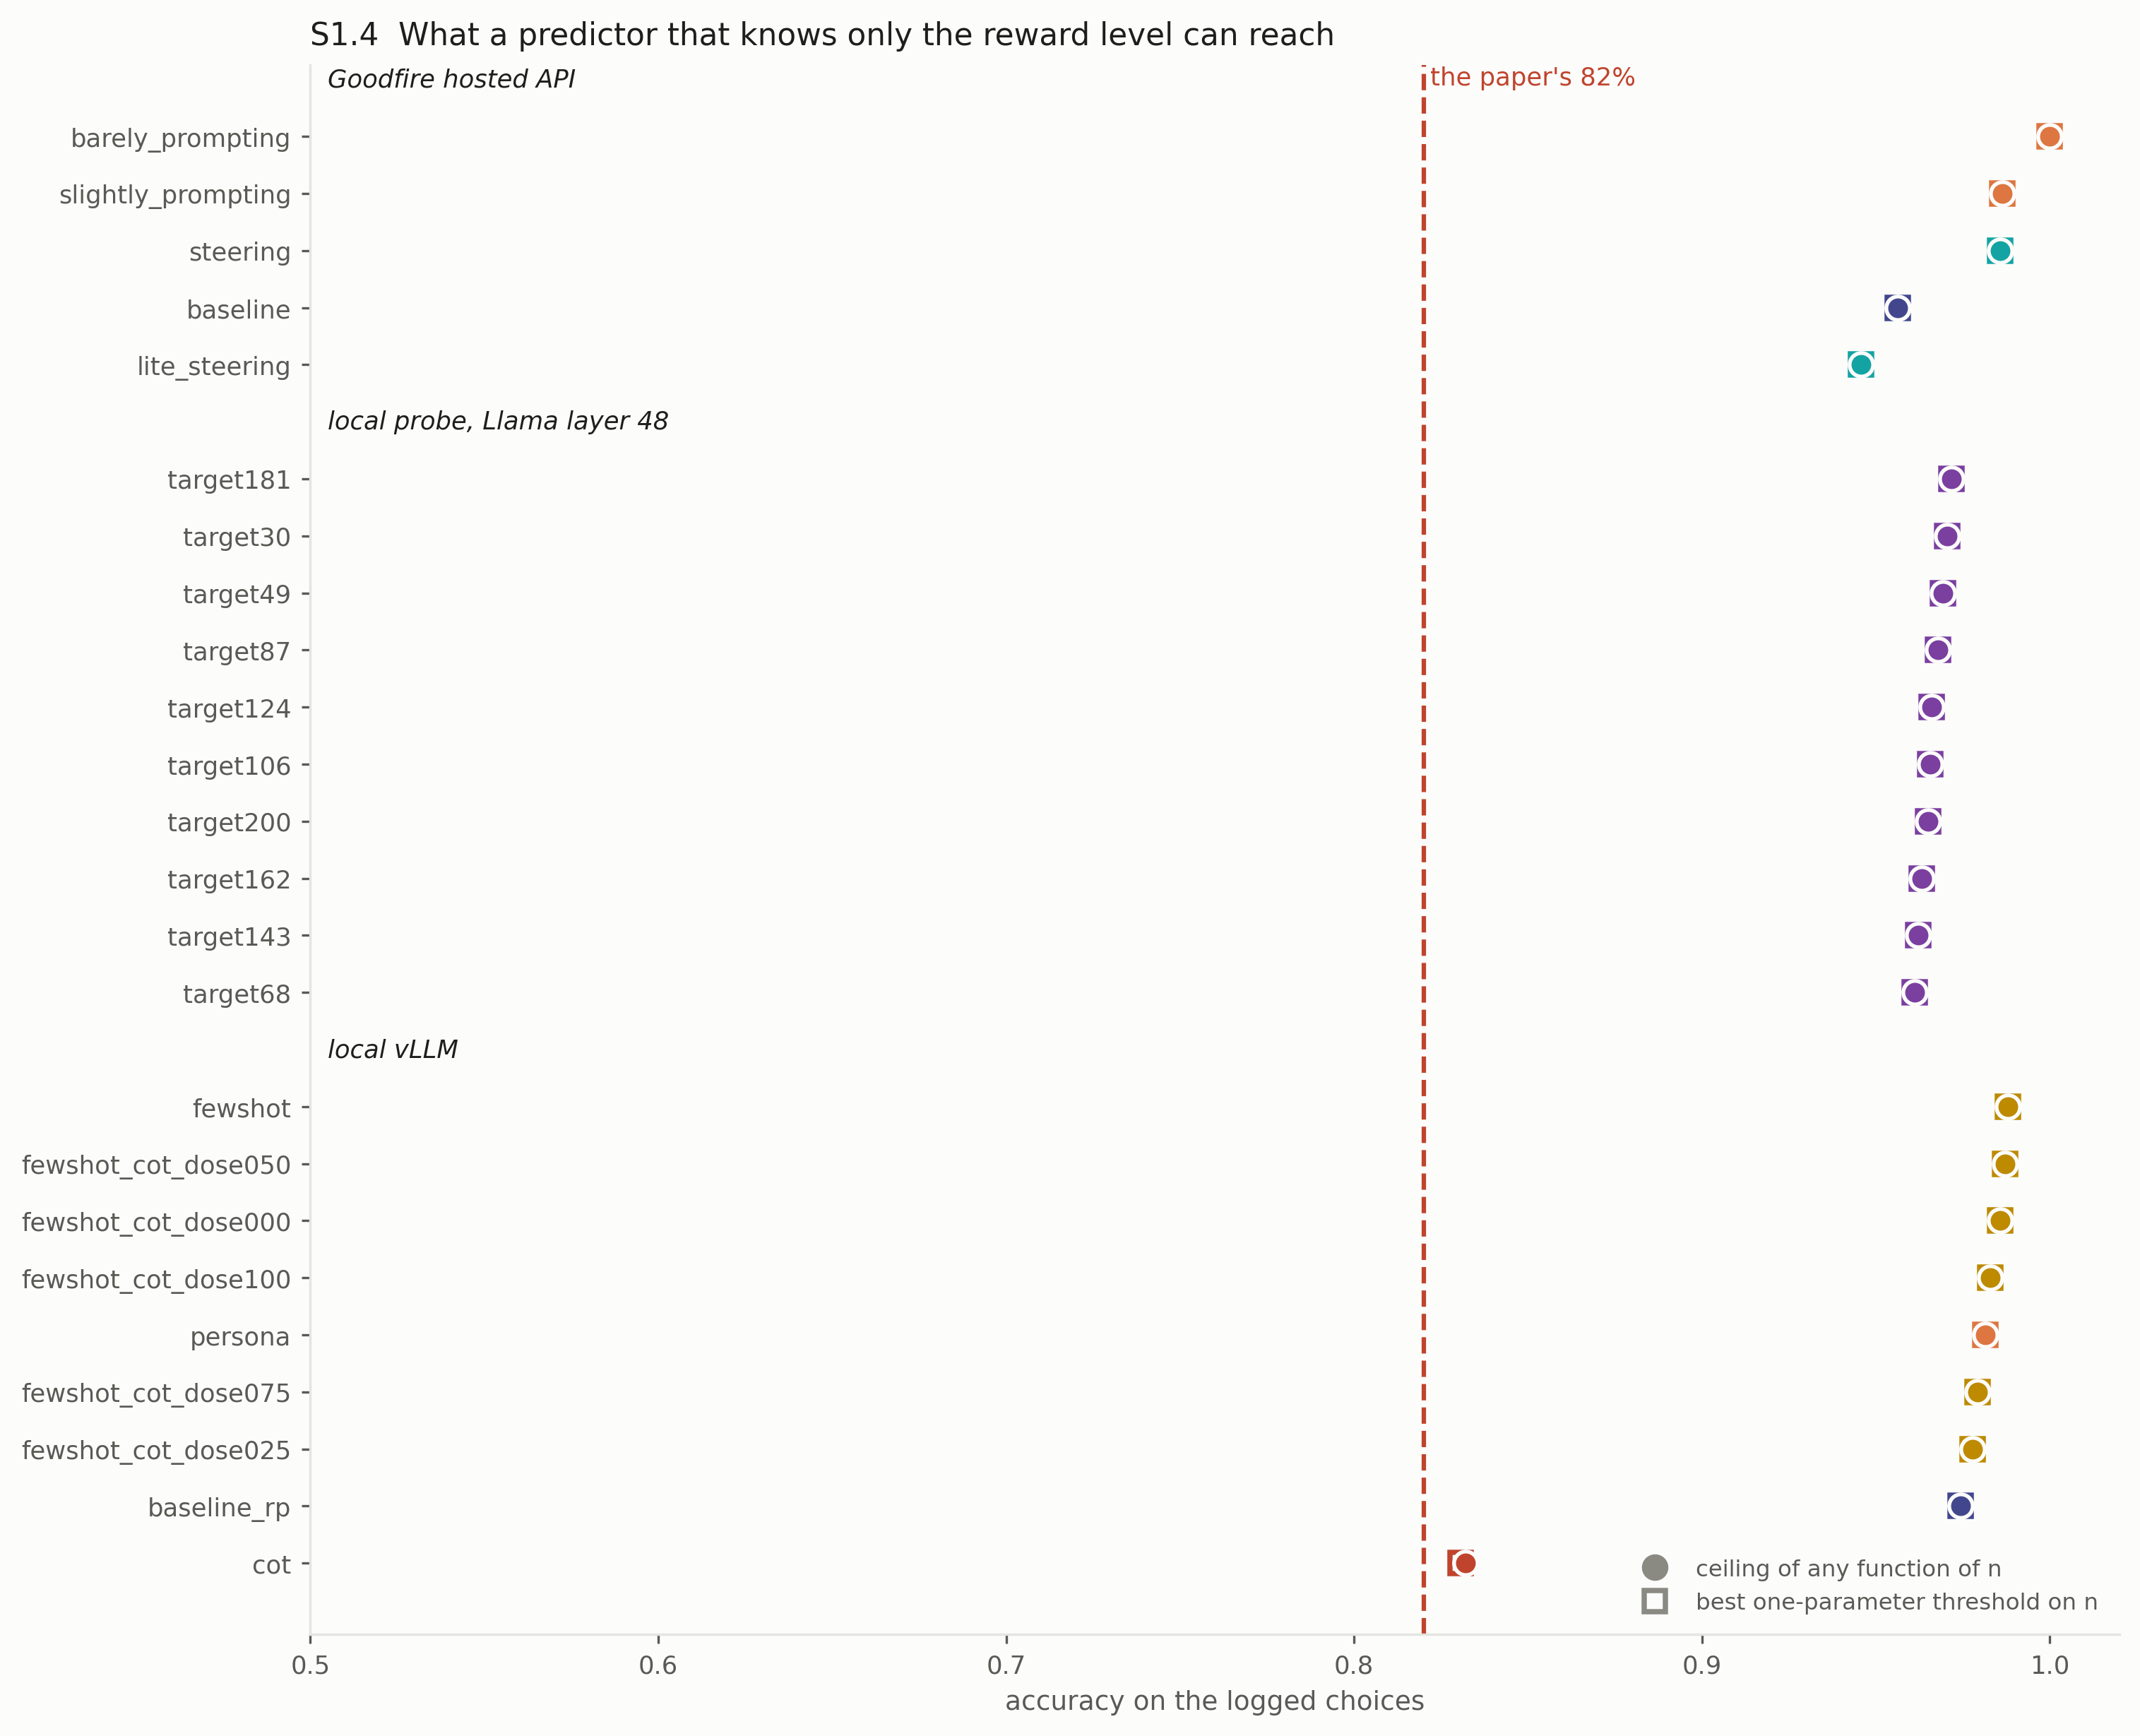 S1.4  What a predictor that knows only the reward level can reach
Goodfire hosted API
the paper's 82%
barely_prompting
slightly_prompting
steering
baseline
lite_steering
local probe, Llama layer 48
target181
target30
target49
target87
target124
target106
target200
target162
target143
target68
local vLLM
fewshot
fewshot_cot_dose050
fewshot_cot_dose000
fewshot_cot_dose100
persona
fewshot_cot_dose075
fewshot_cot_dose025
baseline_rp
cot
ceiling of any function of n
best one-parameter threshold on n
0.5 0.6 0.7 0.8 0.9 1.0
accuracy on the logged choices